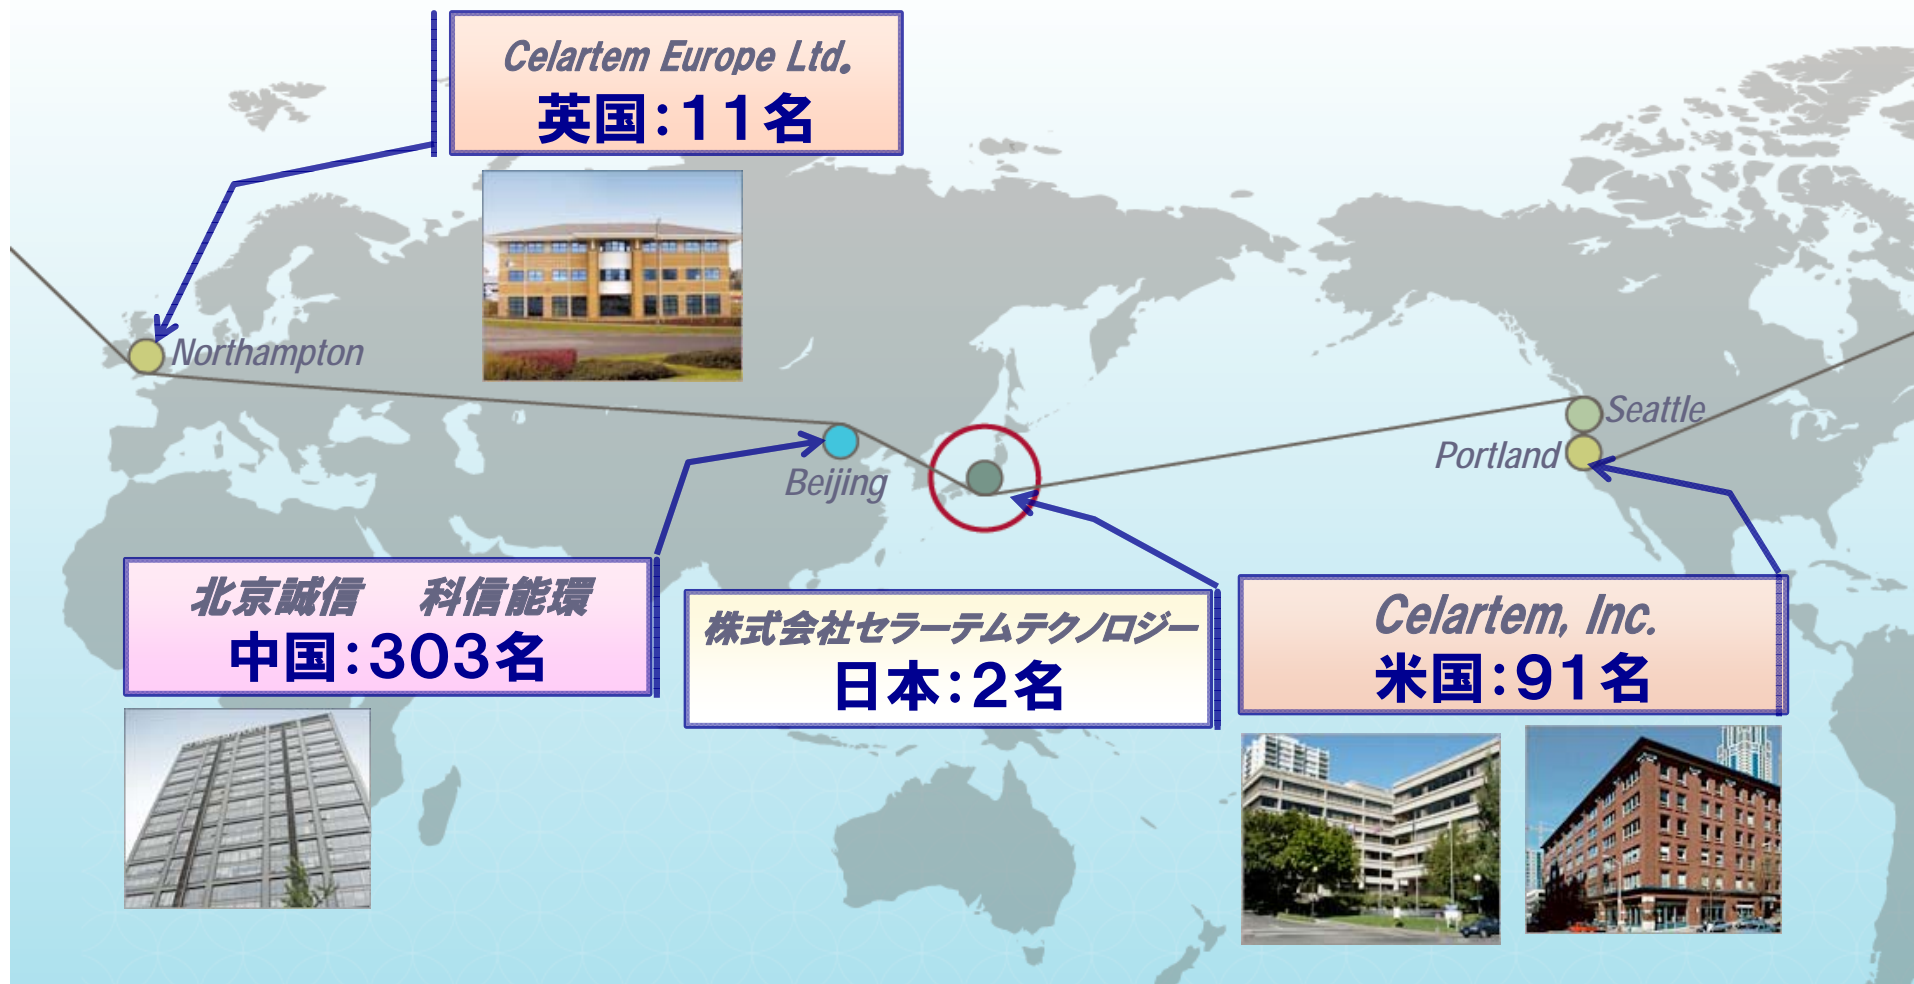 Celartem Europe Ltd.
英国：11名
Northampton
Seattle
Portland
Beijing
北京誠信　科信能環
中国：303名
株式会社セラーテムテクノロジー
日本：2名
Celartem, Inc.
米国：91名